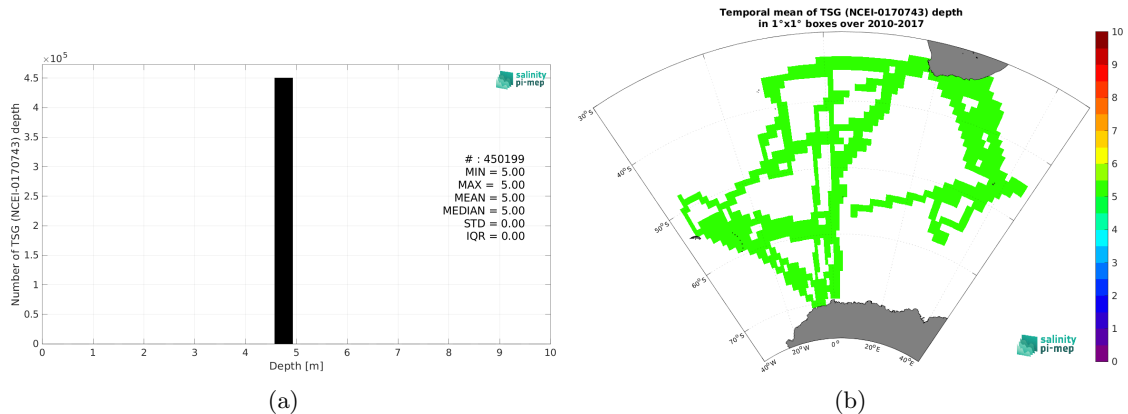 ×10⁵
4.5
4
3.5
3
2.5
2
1.5
1
0.5
0
Number of TSG (NCEI-0170743) depth
salinity
pi-mep
# : 450199
MIN = 5.00
MAX = 5.00
MEAN = 5.00
MEDIAN = 5.00
STD = 0.00
IQR = 0.00
0 1 2 3 4 5 6 7 8 9 10
Depth [m]
(a)
Temporal mean of TSG (NCEI-0170743) depth
in 1°x1° boxes over 2010-2017
30°S
40°S
50°S
60°S
70°S
40°W
20°W
0°
20°E
40°E
salinity
pi-mep
10
9
8
7
6
5
4
3
2
1
0
(b)